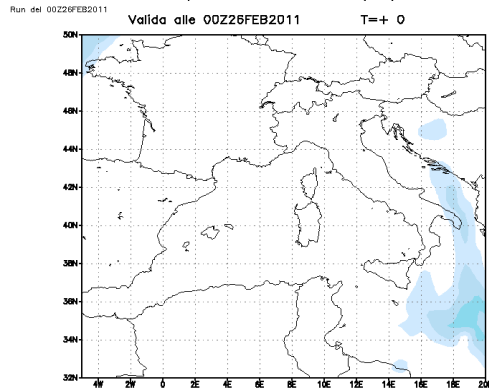 Run del 00Z26FEB2011
Valida alle 00Z26FEB2011 T=+ 0
50N
48N
46N
44N
42N
40N
38N
36N
34N
32N
4W 2W 0 2E 4E 6E 8E 10E 12E 14E 16E 18E 20